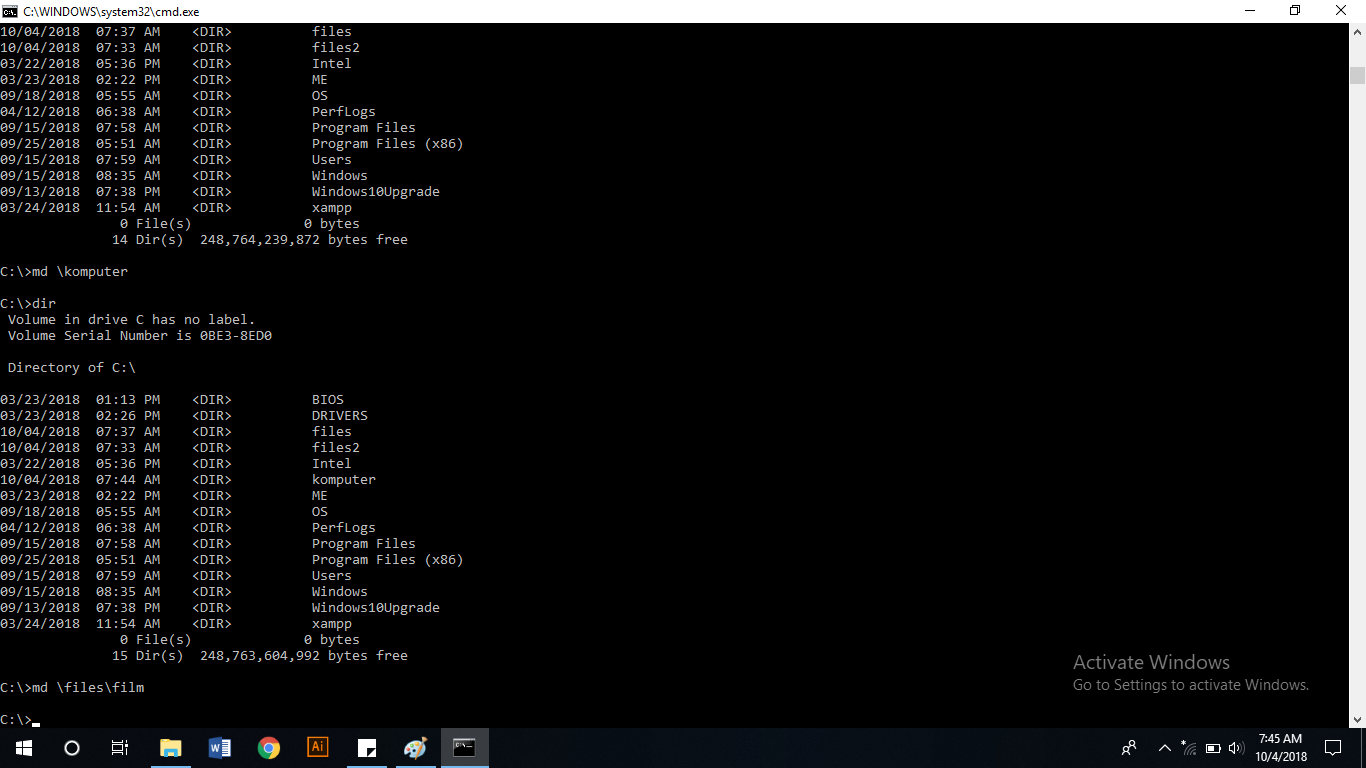 C:\WINDOWS\system32\cmd.exe
10/04/2018  07:37 AM    <DIR>          files
10/04/2018  07:33 AM    <DIR>          files2
03/22/2018  05:36 PM    <DIR>          Intel
03/23/2018  02:22 PM    <DIR>          ME
09/18/2018  05:55 AM    <DIR>          OS
04/12/2018  06:38 AM    <DIR>          PerfLogs
09/15/2018  07:58 AM    <DIR>          Program Files
09/25/2018  05:51 AM    <DIR>          Program Files (x86)
09/15/2018  07:59 AM    <DIR>          Users
09/15/2018  08:35 AM    <DIR>          Windows
09/13/2018  07:38 PM    <DIR>          Windows10Upgrade
03/24/2018  11:54 AM    <DIR>          xampp
               0 File(s)              0 bytes
              14 Dir(s)  248,764,239,872 bytes free
C:\>md \komputer
C:\>dir
 Volume in drive C has no label.
 Volume Serial Number is 0BE3-8ED0
 Directory of C:\
03/23/2018  01:13 PM    <DIR>          BIOS
03/23/2018  02:26 PM    <DIR>          DRIVERS
10/04/2018  07:37 AM    <DIR>          files
10/04/2018  07:33 AM    <DIR>          files2
03/22/2018  05:36 PM    <DIR>          Intel
10/04/2018  07:44 AM    <DIR>          komputer
03/23/2018  02:22 PM    <DIR>          ME
09/18/2018  05:55 AM    <DIR>          OS
04/12/2018  06:38 AM    <DIR>          PerfLogs
09/15/2018  07:58 AM    <DIR>          Program Files
09/25/2018  05:51 AM    <DIR>          Program Files (x86)
09/15/2018  07:59 AM    <DIR>          Users
09/15/2018  08:35 AM    <DIR>          Windows
09/13/2018  07:38 PM    <DIR>          Windows10Upgrade
03/24/2018  11:54 AM    <DIR>          xampp
               0 File(s)              0 bytes
              15 Dir(s)  248,763,604,992 bytes free
C:\>md \files\film
C:\>_
Activate Windows
Go to Settings to activate Windows.
Ai
7:45 AM
10/4/2018